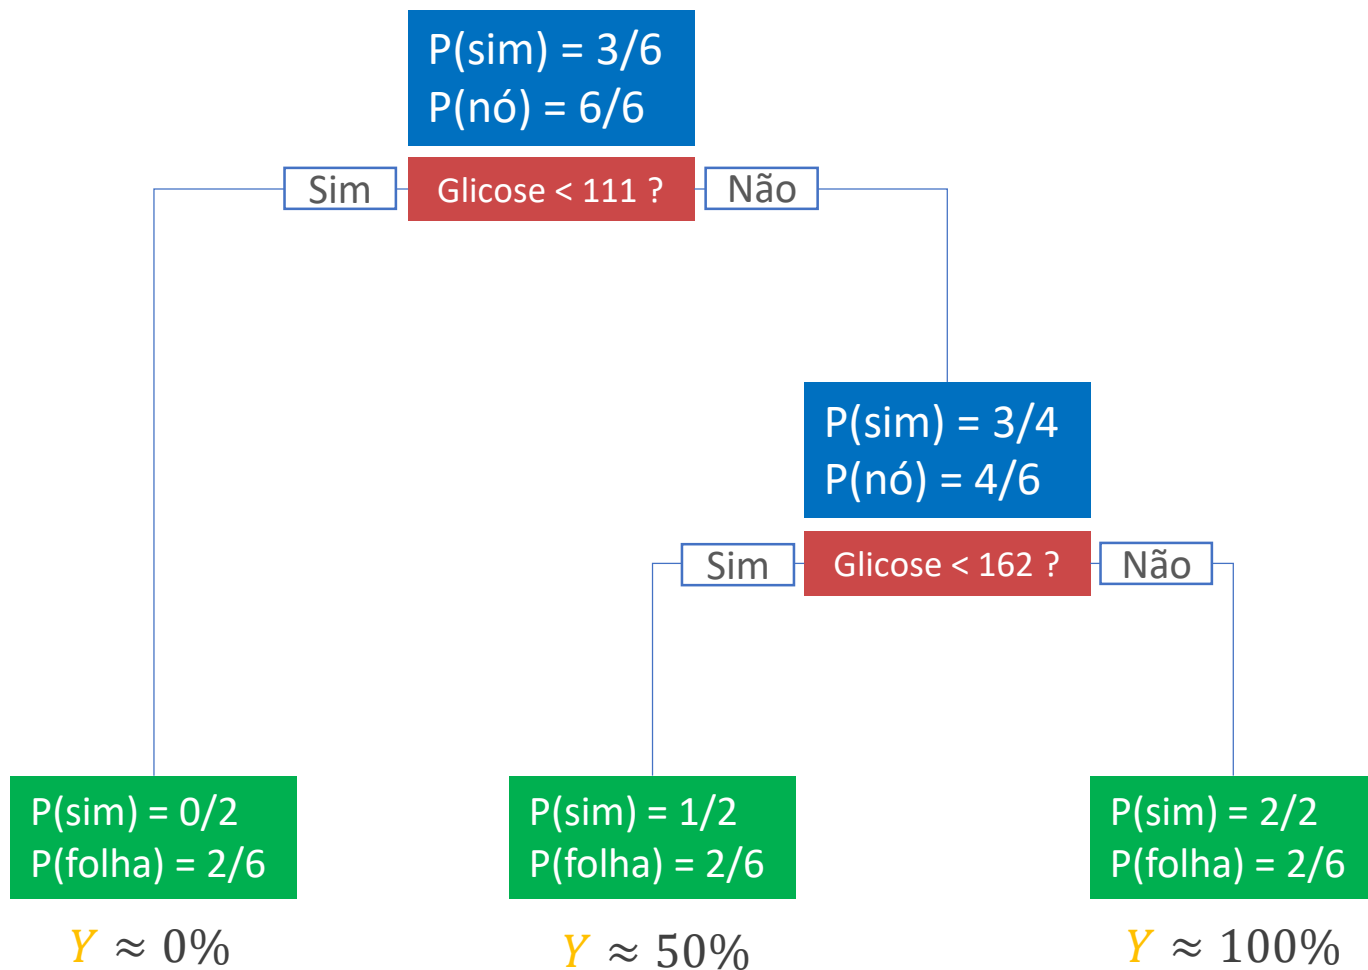 P(sim) = 3/6
P(nó) = 6/6
Sim
Glicose < 111 ?
Não
P(sim) = 3/4
P(nó) = 4/6
Sim
Glicose < 162 ?
Não
P(sim) = 0/2
P(folha) = 2/6
P(sim) = 1/2
P(folha) = 2/6
P(sim) = 2/2
P(folha) = 2/6
Y ≈ 0%
Y ≈ 50%
Y ≈ 100%